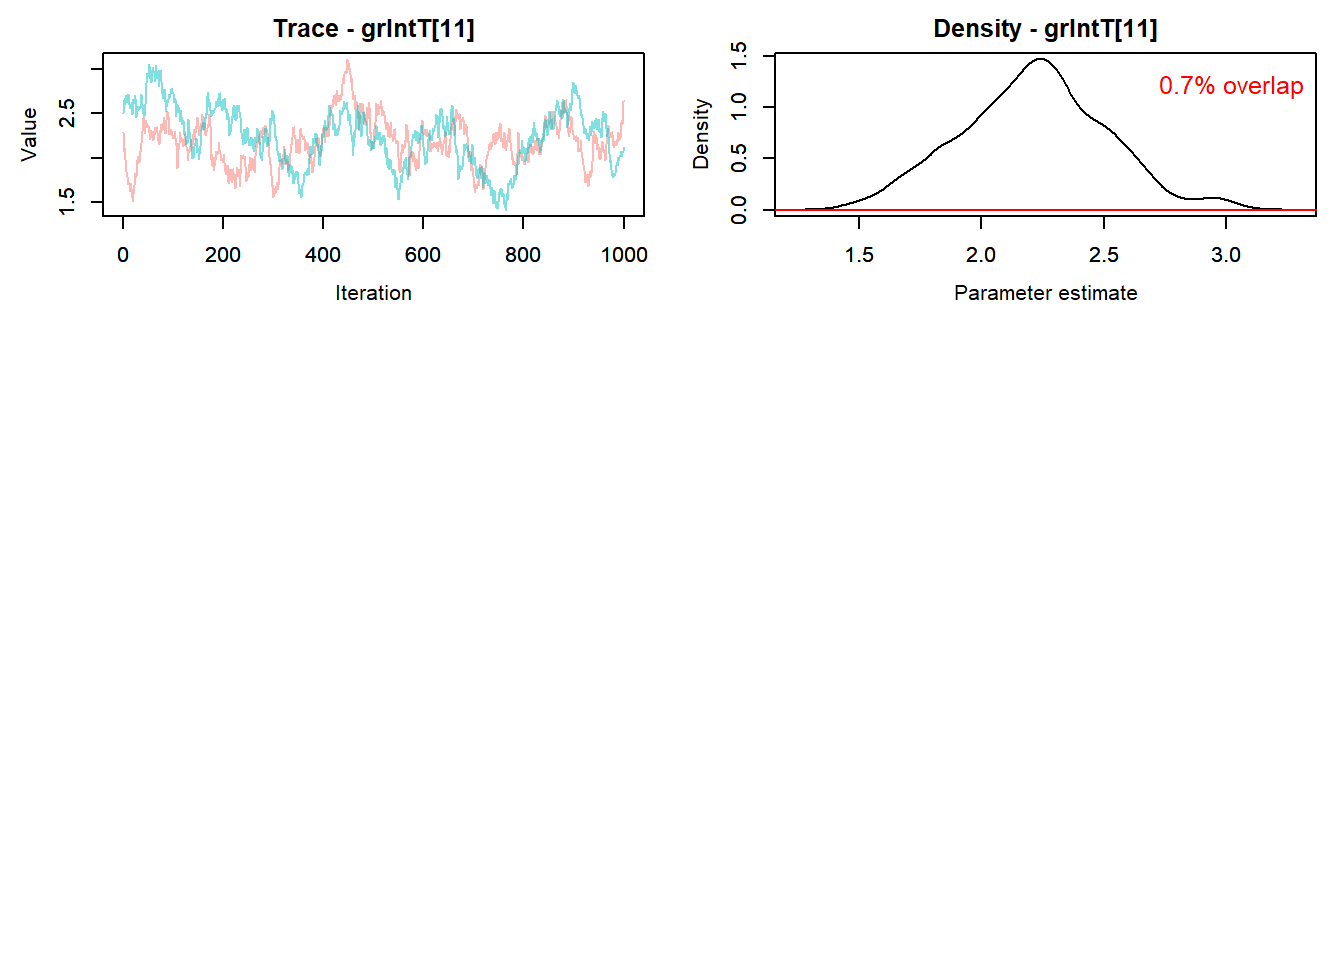 Trace - grIntT[11]
Value
2.5
1.5
0 200 400 600 800 1000
Iteration
Density - grIntT[11]
Density
1.5
1.0
0.5
0.0
0.7% overlap
1.5 2.0 2.5 3.0
Parameter estimate